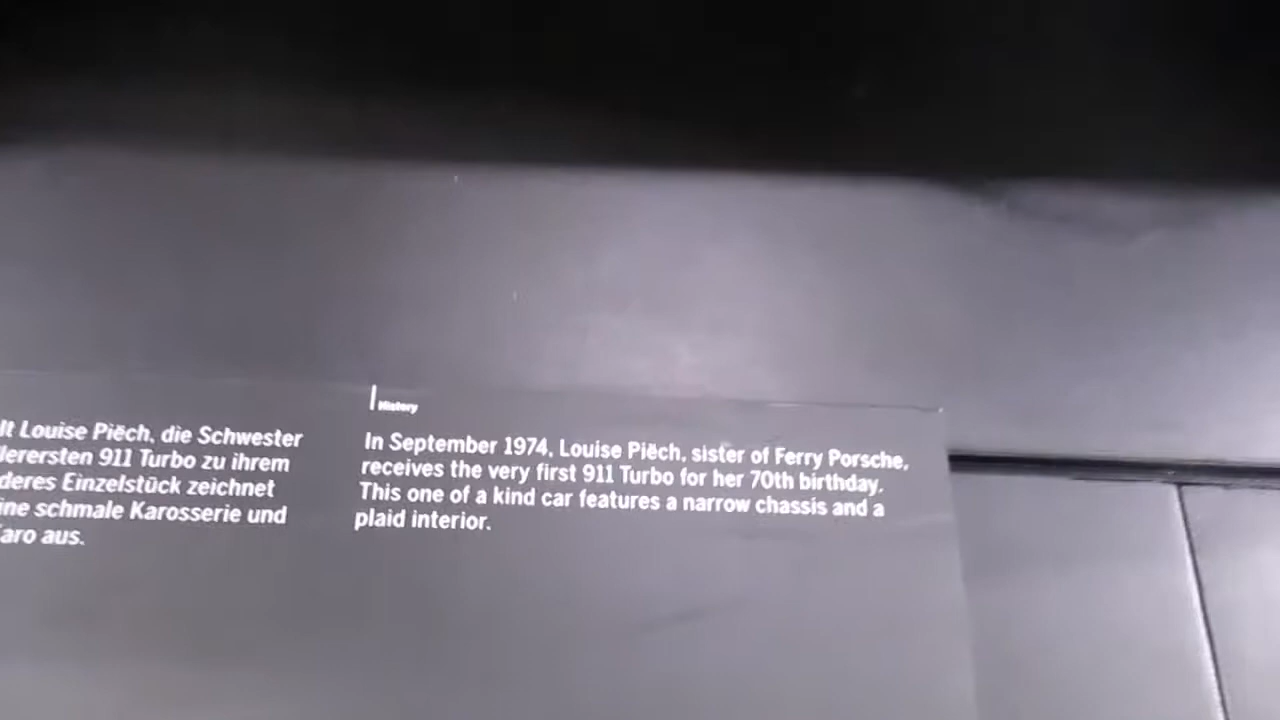 lt Louise Piëch, die Schwester
lerersten 911 Turbo zu ihrem
deres Einzelstück zeichnet
ine schmale Karosserie und
aro aus.
History
In September 1974, Louise Piëch, sister of Ferry Porsche,
receives the very first 911 Turbo for her 70th birthday.
This one of a kind car features a narrow chassis and a
plaid interior.